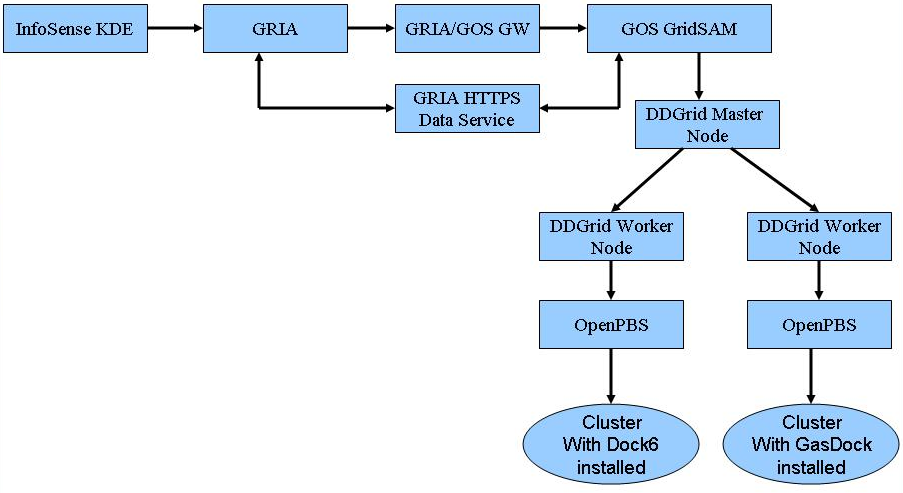 InfoSense KDE
GRIA
GRIA/GOS GW
GOS GridSAM
GRIA HTTPS
Data Service
DDGrid Master
Node
DDGrid Worker
Node
DDGrid Worker
Node
OpenPBS
OpenPBS
Cluster
With Dock6
installed
Cluster
With GasDock
installed